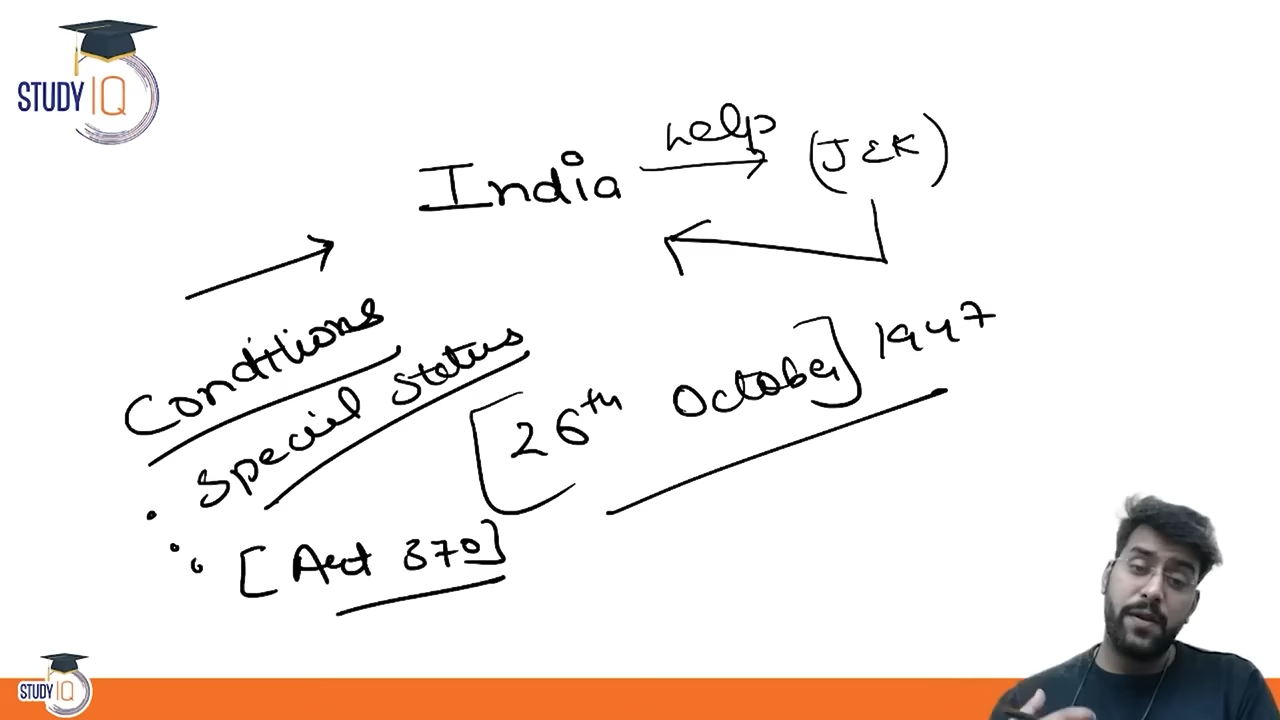 STUDY IQ
help
India
(J & K)
Conditions
• Special Status
[26th October] 1947
[Art 370]
STUDY IQ